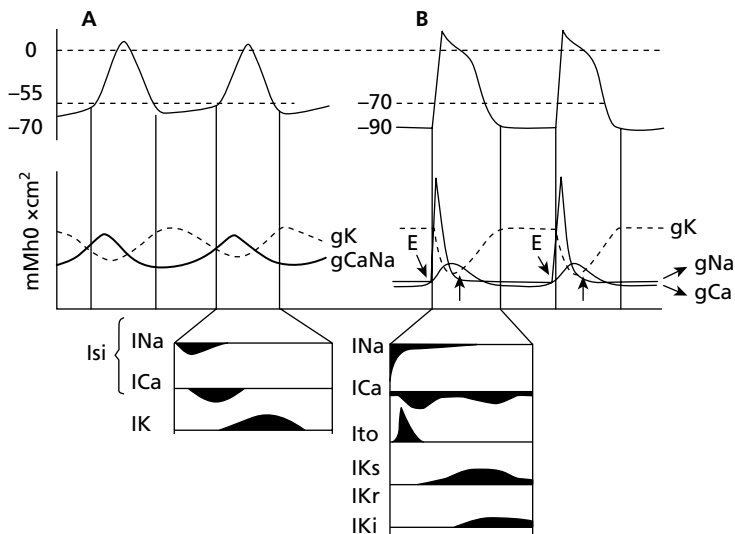 A
B
0
−55
−70
−70
−90
mMh0 ×cm²
gK
gCaNa
E
E
gK
gNa
gCa
Isi
INa
ICa
IK
INa
ICa
Ito
IKs
IKr
IKi